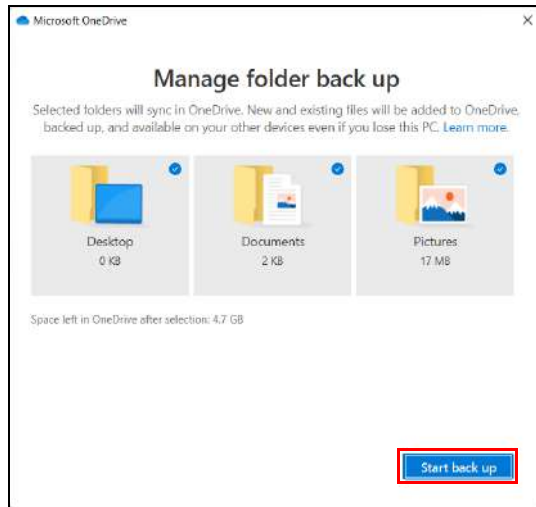 Microsoft OneDrive
Manage folder back up
Selected folders will sync in OneDrive. New and existing files will be added to OneDrive,
backed up, and available on your other devices even if you lose this PC. Learn more.
Desktop
0 KB
Documents
2 KB
Pictures
17 MB
Space left in OneDrive after selection: 4.7 GB
Start back up